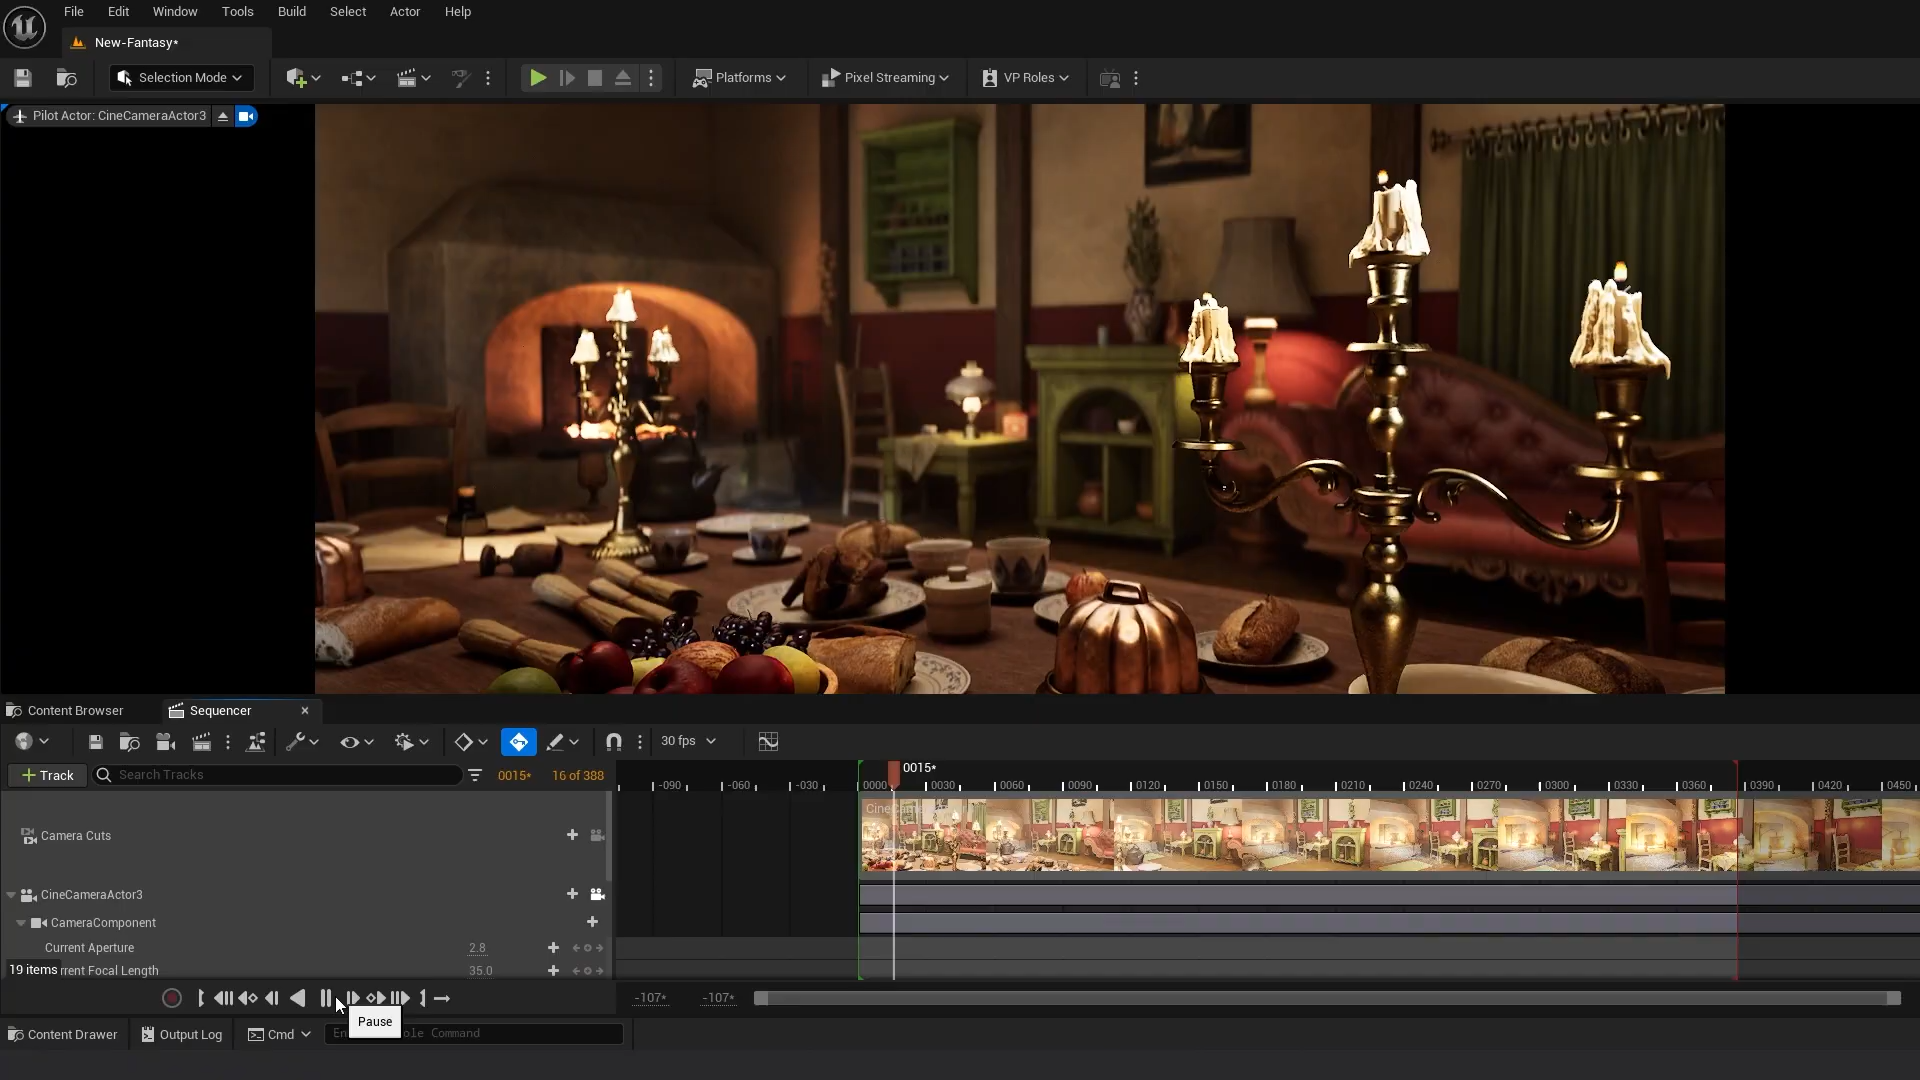 File Edit Window Tools Build Select Actor Help
New-Fantasy*
Selection Mode Platforms Pixel Streaming VP Roles
Pilot Actor: CineCameraActor3
Content Browser Sequencer
30 fps
Track Search Tracks 0015* 16 of 388
0015*
-090 -060 -030 0000 0030 0060 0090 0120 0150 0180 0210 0240 0270 0300 0330 0360 0390 0420 0450
Camera Cuts
CineCameraActor3
CameraComponent
Current Aperture 2.8
19 items rrent Focal Length 35.0
-107* -107*
Pause
Content Drawer Output Log Cmd En ole Command